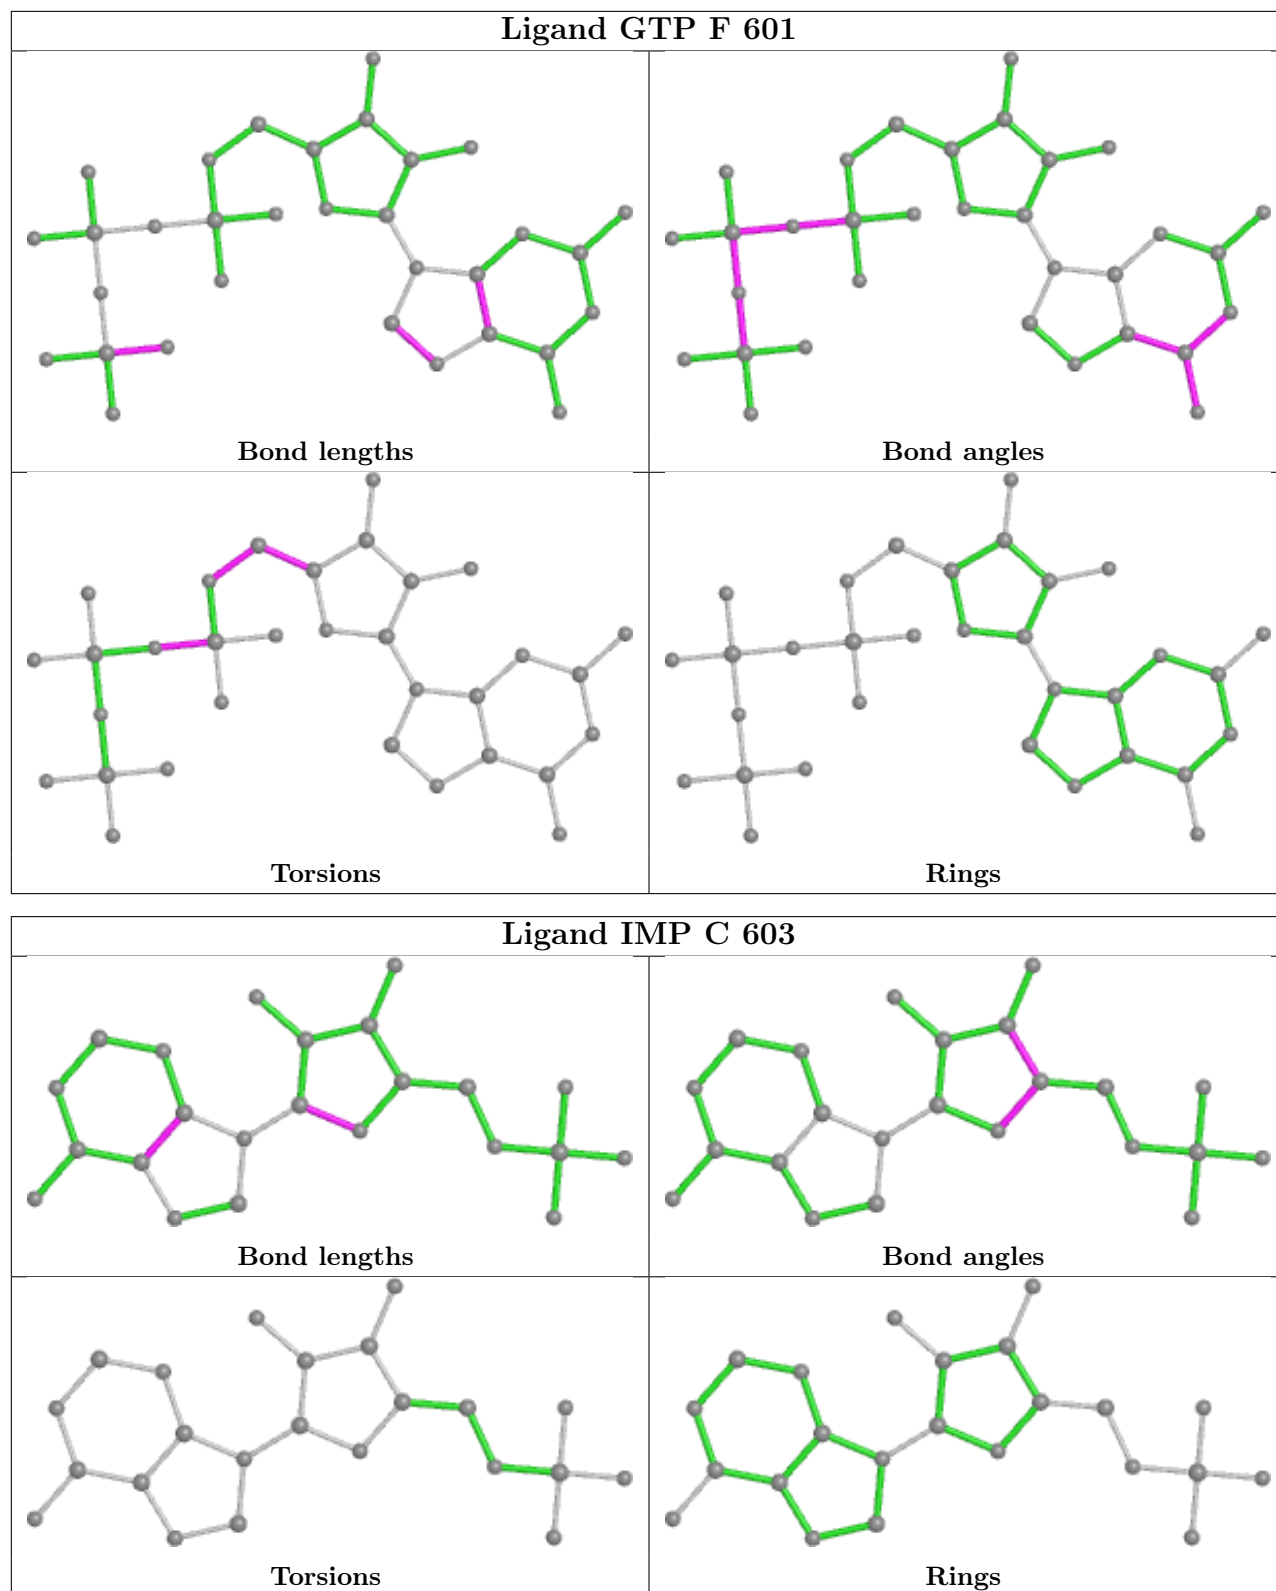 Ligand GTP F 601
Bond lengths
Bond angles
Torsions
Rings
Ligand IMP C 603
Bond lengths
Bond angles
Torsions
Rings